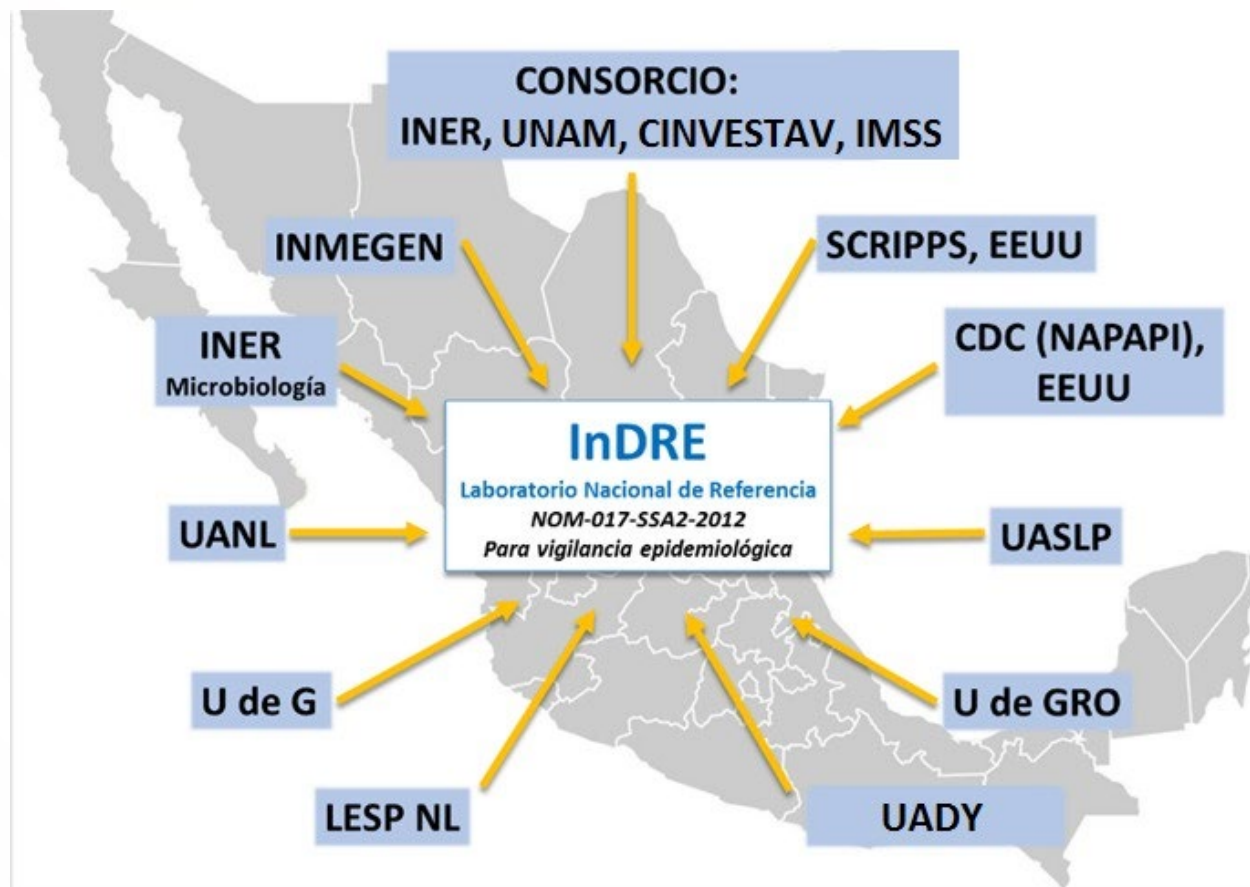 CONSORCIO:
INER, UNAM, CINVESTAV, IMSS
INMEGEN
SCRIPPS, EEUU
INER
Microbiología
CDC (NAPAPI),
EEUU
InDRE
Laboratorio Nacional de Referencia
NOM-017-SSA2-2012
Para vigilancia epidemiológica
UANL
UASLP
U de G
U de GRO
LESP NL
UADY